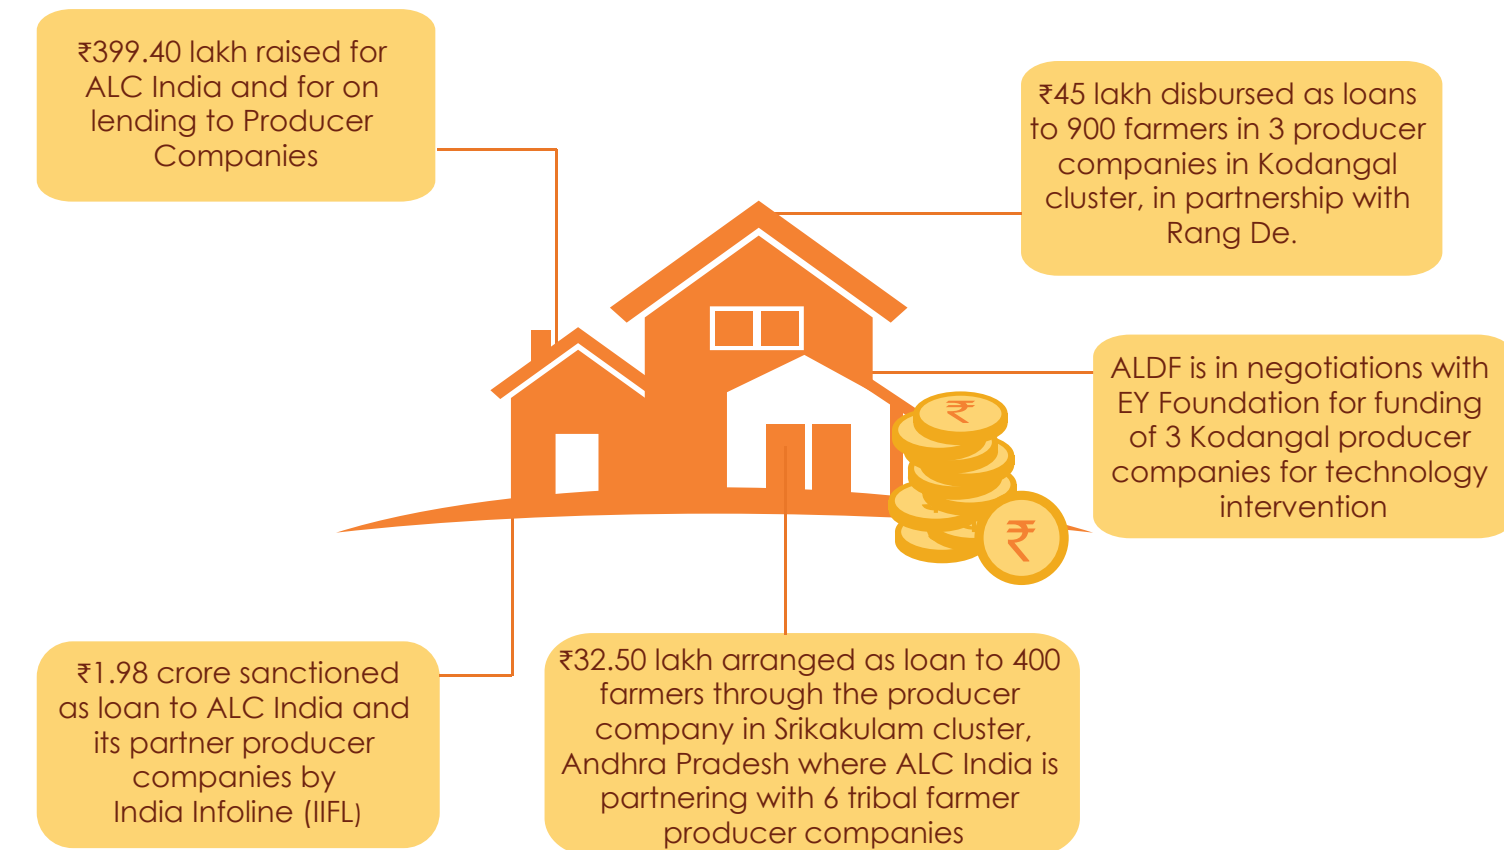 ₹399.40 lakh raised for
ALC India and for on
lending to Producer
Companies
₹45 lakh disbursed as loans
to 900 farmers in 3 producer
companies in Kodangal
cluster, in partnership with
Rang De.
ALDF is in negotiations with
EY Foundation for funding
of 3 Kodangal producer
companies for technology
intervention
₹
₹
₹1.98 crore sanctioned
as loan to ALC India and
its partner producer
companies by
India Infoline (IIFL)
₹32.50 lakh arranged as loan to 400
farmers through the producer
company in Srikakulam cluster,
Andhra Pradesh where ALC India is
partnering with 6 tribal farmer
producer companies